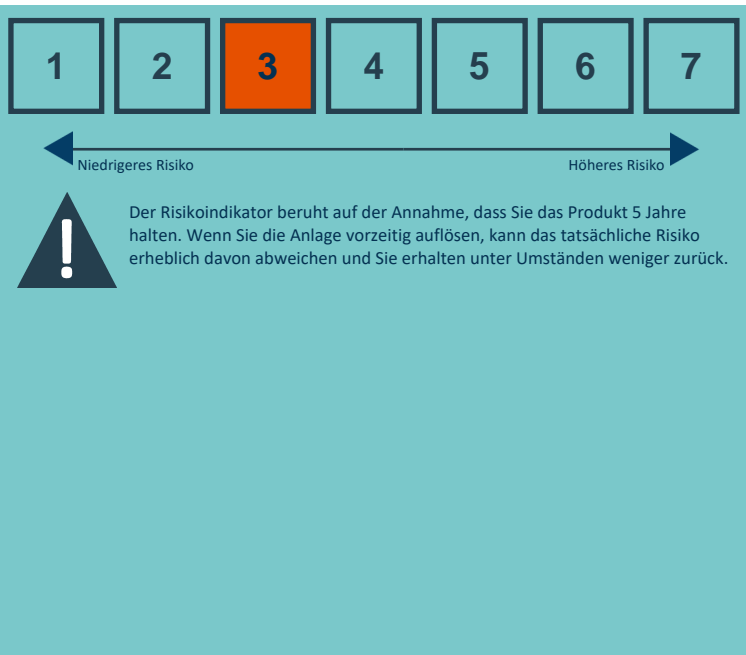 1 2 3 4 5 6 7
Niedrigeres Risiko Höheres Risiko
!
Der Risikoindikator beruht auf der Annahme, dass Sie das Produkt 5 Jahre
halten. Wenn Sie die Anlage vorzeitig auflösen, kann das tatsächliche Risiko
erheblich davon abweichen und Sie erhalten unter Umständen weniger zurück.